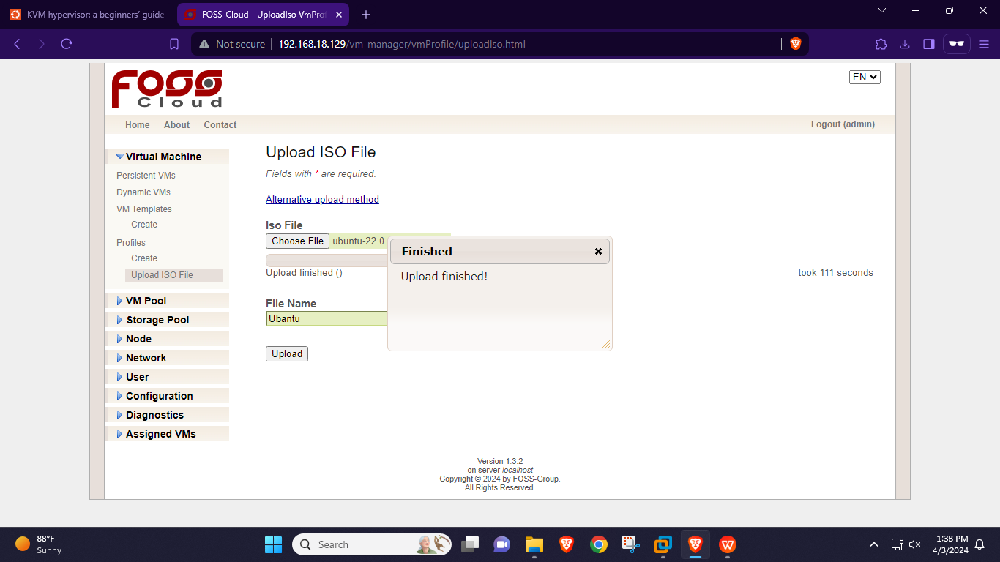 KVM hypervisor: a beginners' guide
FOSS-Cloud - UploadIso VmProf
Not secure
192.168.18.129/vm-manager/vmProfile/uploadIso.html
FOSS
Cloud
EN
Home
About
Contact
Logout (admin)
Virtual Machine
Persistent VMs
Dynamic VMs
VM Templates
Create
Profiles
Create
Upload ISO File
VM Pool
Storage Pool
Node
Network
User
Configuration
Diagnostics
Assigned VMs
Upload ISO File
Fields with * are required.
Alternative upload method
Iso File
Choose File ubuntu-22.0.
Upload finished ()
took 111 seconds
File Name
Ubantu
Upload
Finished
Upload finished!
Version 1.3.2
on server localhost
Copyright © 2024 by FOSS-Group.
All Rights Reserved.
88°F
Sunny
Search
1:38 PM
4/3/2024